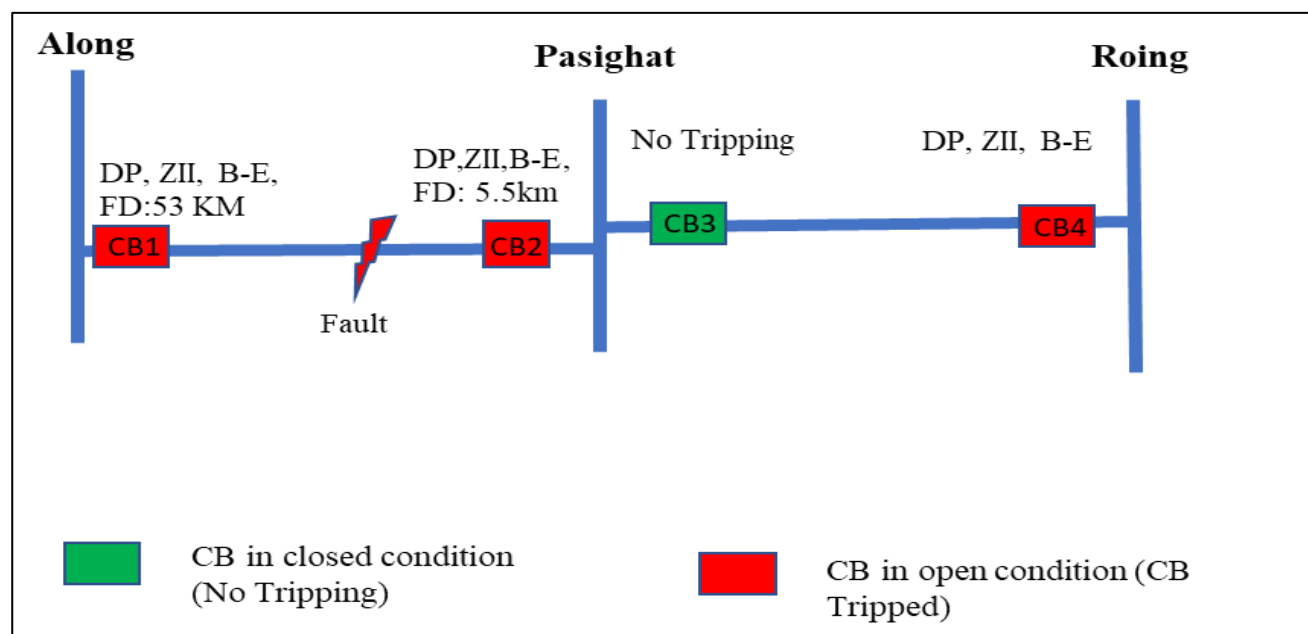 Along
Pasighat
Roing
DP, ZII, B-E,
FD:53 KM
DP,ZII,B-E,
FD: 5.5km
No Tripping
DP, ZII, B-E
CB1
CB2
CB3
CB4
Fault
CB in closed condition
(No Tripping)
CB in open condition (CB
Tripped)